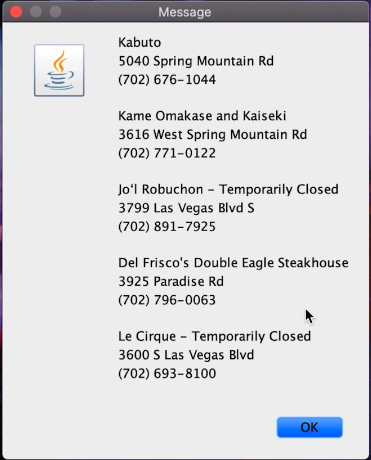 Message
Kabuto
5040 Spring Mountain Rd
(702) 676-1044
Kame Omakase and Kaiseki
3616 West Spring Mountain Rd
(702) 771-0122
Jo'l Robuchon - Temporarily Closed
3799 Las Vegas Blvd S
(702) 891-7925
Del Frisco's Double Eagle Steakhouse
3925 Paradise Rd
(702) 796-0063
Le Cirque - Temporarily Closed
3600 S Las Vegas Blvd
(702) 693-8100
OK